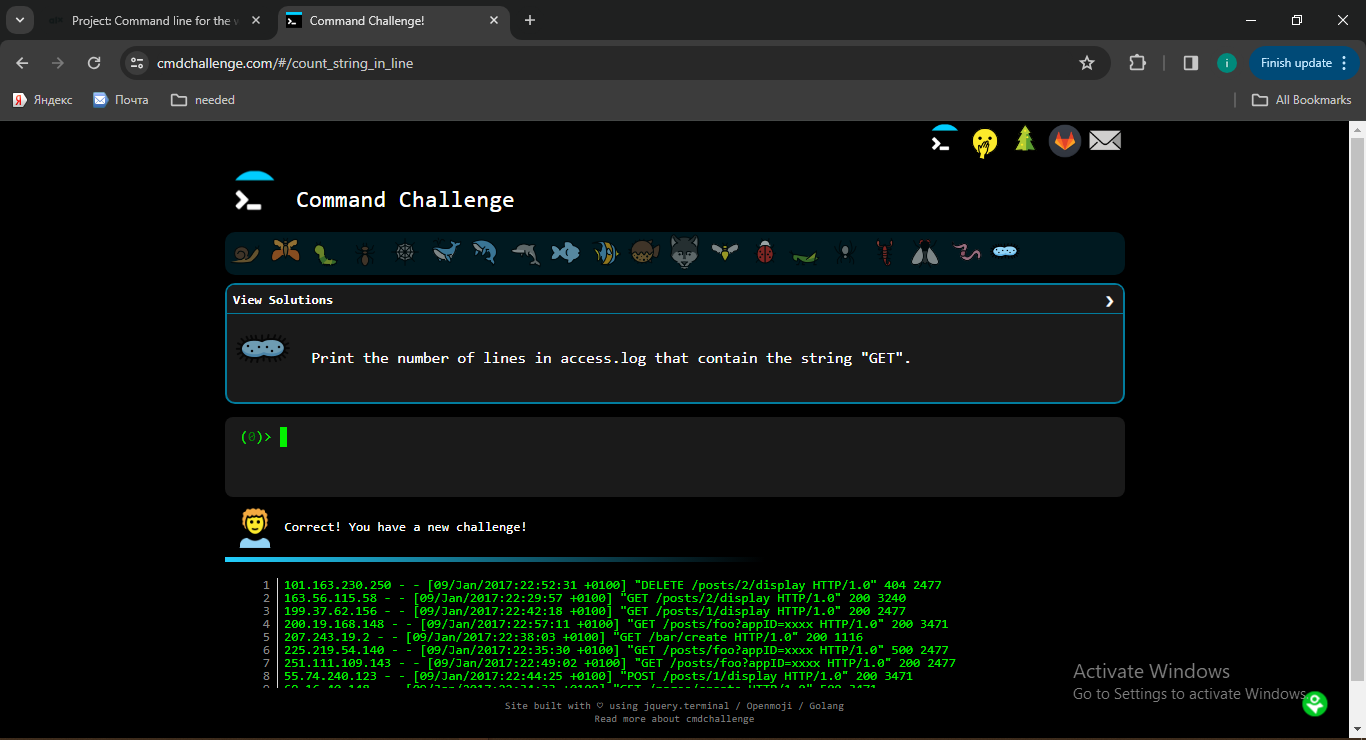 Project: Command line for the w
Command Challenge!
cmdchallenge.com/#/count_string_in_line
i
Finish update
Яндекс
Почта
needed
All Bookmarks
Command Challenge
View Solutions
Print the number of lines in access.log that contain the string "GET".
(0)>
Correct! You have a new challenge!
1 101.163.230.250 - - [09/Jan/2017:22:52:31 +0100] "DELETE /posts/2/display HTTP/1.0" 404 2477
2 163.56.115.58 - - [09/Jan/2017:22:29:57 +0100] "GET /posts/2/display HTTP/1.0" 200 3240
3 199.37.62.156 - - [09/Jan/2017:22:42:18 +0100] "GET /posts/1/display HTTP/1.0" 200 2477
4 200.19.168.148 - - [09/Jan/2017:22:57:11 +0100] "GET /posts/foo?appID=xxxx HTTP/1.0" 200 3471
5 207.243.19.2 - - [09/Jan/2017:22:38:03 +0100] "GET /bar/create HTTP/1.0" 200 1116
6 225.219.54.140 - - [09/Jan/2017:22:35:30 +0100] "GET /posts/foo?appID=xxxx HTTP/1.0" 500 2477
7 251.111.109.143 - - [09/Jan/2017:22:49:02 +0100] "GET /posts/foo?appID=xxxx HTTP/1.0" 200 2477
8 55.74.240.123 - - [09/Jan/2017:22:44:25 +0100] "POST /posts/1/display HTTP/1.0" 200 3471
Activate Windows
Go to Settings to activate Windows.
Site built with ♡ using jquery.terminal / Openmoji / Golang
Read more about cmdchallenge